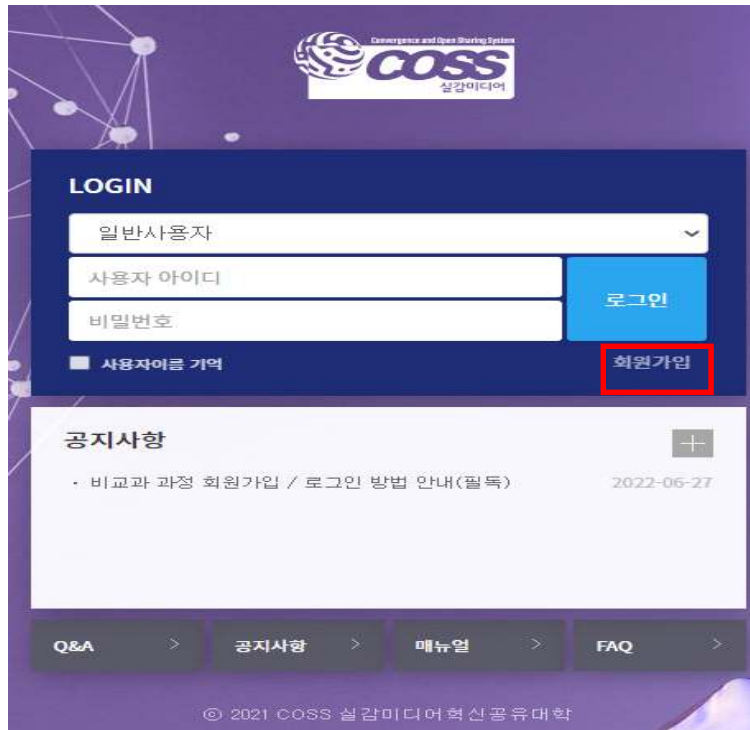 Convergence and Open Sharing System
COSS
실감미디어
LOGIN
일반사용자
사용자 아이디
비밀번호
로그인
사용자이름 기억
회원가입
공지사항
· 비교과 과정 회원가입 / 로그인 방법 안내(필독) 2022-06-27
Q&A > 공지사항 > 매뉴얼 > FAQ >
© 2021 COSS 실감미디어혁신공유대학